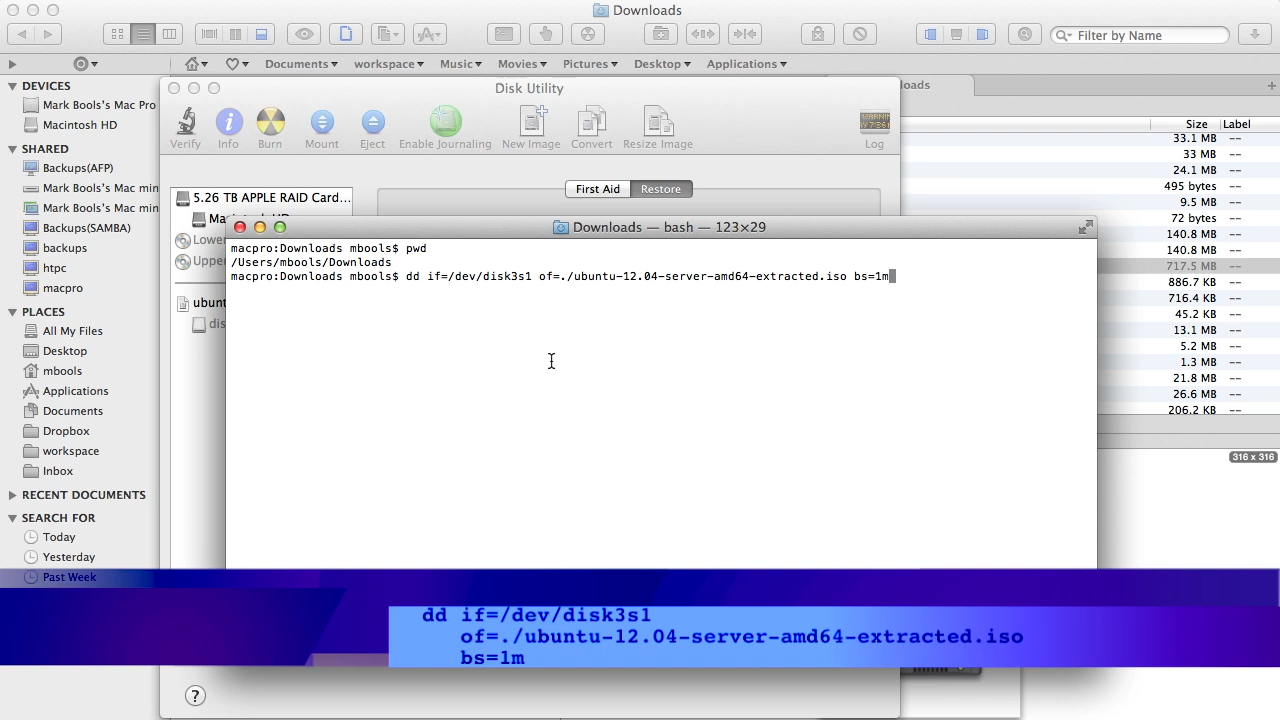 Downloads
Filter by Name
Documents
workspace
Music
Movies
Pictures
Desktop
Applications
DEVICES
Mark Bools's Mac Pro
Macintosh HD
SHARED
Backups(AFP)
Mark Bools's Mac min
Mark Bools's Mac min
Backups(SAMBA)
backups
htpc
macpro
PLACES
All My Files
Desktop
mbools
Applications
Documents
Dropbox
workspace
Inbox
RECENT DOCUMENTS
SEARCH FOR
Today
Yesterday
Past Week
Disk Utility
Verify
Info
Burn
Mount
Eject
Enable Journaling
New Image
Convert
Resize Image
Log
First Aid
Restore
5.26 TB APPLE RAID Card...
Lowe
Uppe
ubun
dis
?
Downloads — bash — 123×29
macpro:Downloads mbools$ pwd
/Users/mbools/Downloads
macpro:Downloads mbools$ dd if=/dev/disk3s1 of=./ubuntu-12.04-server-amd64-extracted.iso bs=1m
loads
Size
Label
33.1 MB --
33 MB --
24.1 MB --
495 bytes --
9.5 MB --
72 bytes --
140.8 MB --
140.8 MB --
717.5 MB --
886.7 KB --
716.4 KB --
45.2 KB --
13.1 MB --
5.2 MB --
1.3 MB --
21.8 MB --
26.6 MB --
206.2 KB --
316 x 316
dd if=/dev/disk3s1
of=./ubuntu-12.04-server-amd64-extracted.iso
bs=1m